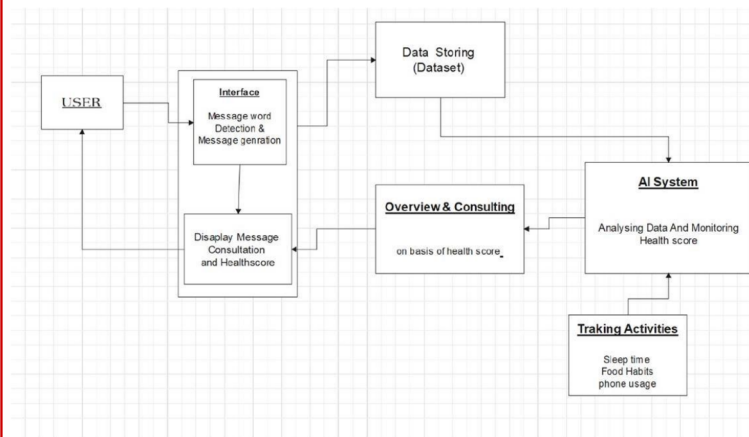 USER
Interface
Message word
Detection &
Message genration
Disaplay Message
Consultation
and Healthscore
Data Storing
(Dataset)
Overview & Consulting
on basis of health score
AI System
Analysing Data And Monitoring
Health score
Traking Activities
Sleep time
Food Habits
phone usage